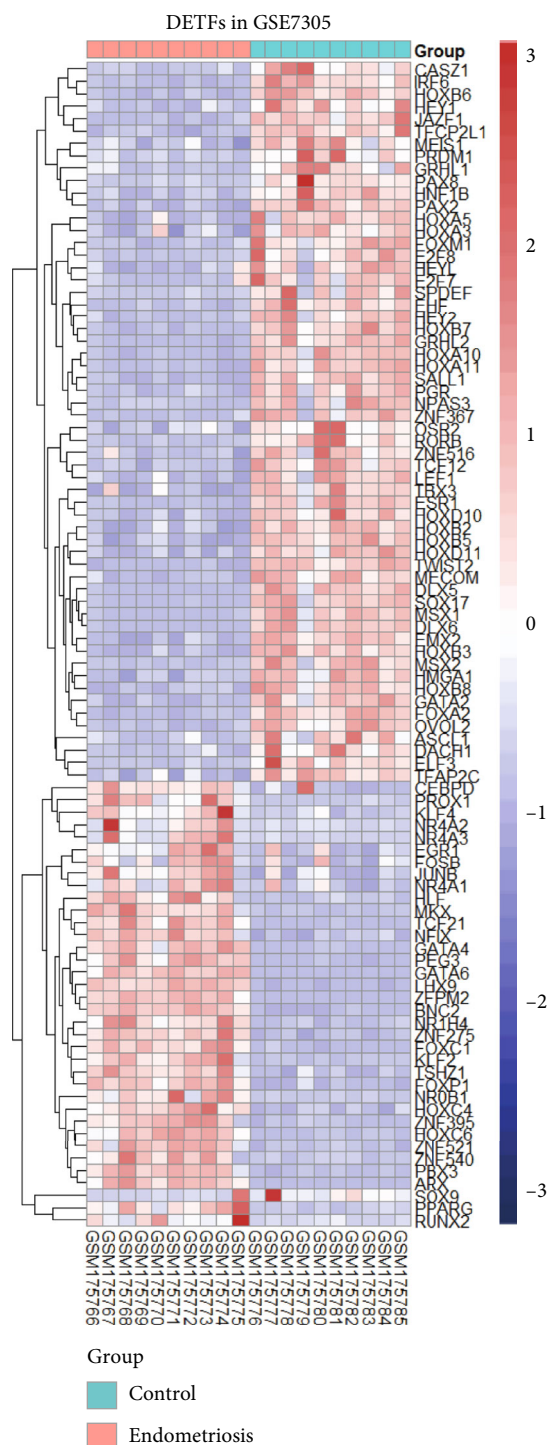 DETFs in GSE7305
Group
CASZ1
IRF6
HOXB6
HEY1
JAZF1
TFCP2L1
MEIS1
PRDM1
GRHL1
PAX8
HNF1B
PAX2
HOXA5
HOXA3
FOXM1
E2F8
HEYL
E2F7
SPDEF
EHF
HEY2
HOXB7
GRHL2
HOXA10
HOXA11
SALL1
PGR
NPAS3
ZNF367
OSR2
RORB
ZNF516
TCF12
LEF1
TBX3
ESR1
HOXD10
HOXB2
HOXB5
HOXD11
TWIST2
MECOM
DLX5
SOX17
MSX1
DLX6
EMX2
HOXB3
MSX2
HMGA1
HOXB8
GATA2
FOXA2
OVOL2
ASCL1
DACH1
ELF3
TFAP2C
CEBPD
PROX1
KLF4
NR4A2
NR4A3
EGR1
FOSB
JUNB
NR4A1
HLF
MKX
TCF21
NFIX
GATA4
PEG3
GATA6
LHX9
ZFPM2
BNC2
NR1H4
ZNF275
FOXC1
KLF2
TSHZ1
FOXP1
NR0B1
HOXC4
ZNF395
HOXC6
ZNF521
ZNF540
PBX3
ARX
SOX9
PPARG
RUNX2
3
2
1
0
−1
−2
−3
GSM175766
GSM175767
GSM175768
GSM175769
GSM175770
GSM175771
GSM175772
GSM175773
GSM175774
GSM175775
GSM175776
GSM175777
GSM175778
GSM175779
GSM175780
GSM175781
GSM175782
GSM175783
GSM175784
GSM175785
Group
Control
Endometriosis